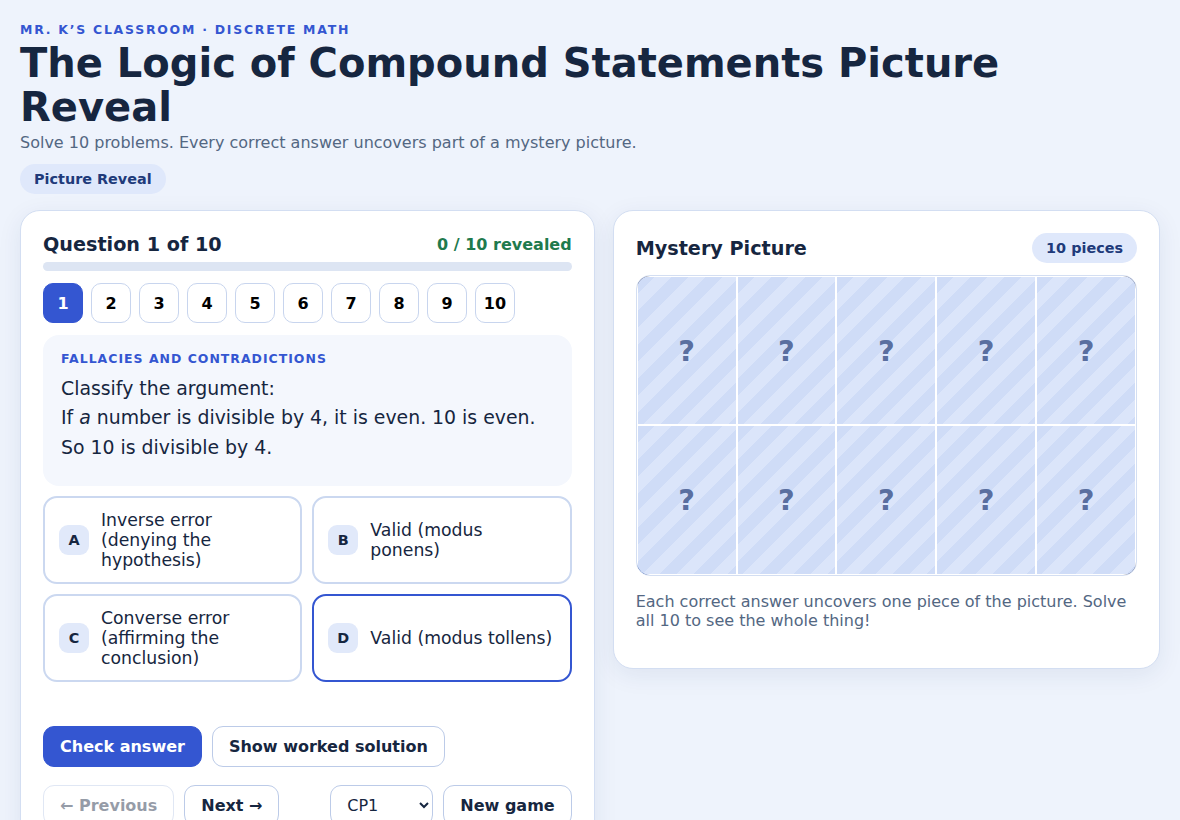 MR. K’S CLASSROOM · DISCRETE MATH
The Logic of Compound Statements Picture
Reveal
Solve 10 problems. Every correct answer uncovers part of a mystery picture.
Picture Reveal
Question 1 of 10
0 / 10 revealed
1 2 3 4 5 6 7 8 9 10
FALLACIES AND CONTRADICTIONS
Classify the argument:
If a number is divisible by 4, it is even. 10 is even.
So 10 is divisible by 4.
A
Inverse error
(denying the
hypothesis)
B
Valid (modus
ponens)
C
Converse error
(affirming the
conclusion)
D
Valid (modus tollens)
Check answer
Show worked solution
← Previous
Next →
CP1
New game
Mystery Picture
10 pieces
? ? ? ? ?
? ? ? ? ?
Each correct answer uncovers one piece of the picture. Solve
all 10 to see the whole thing!